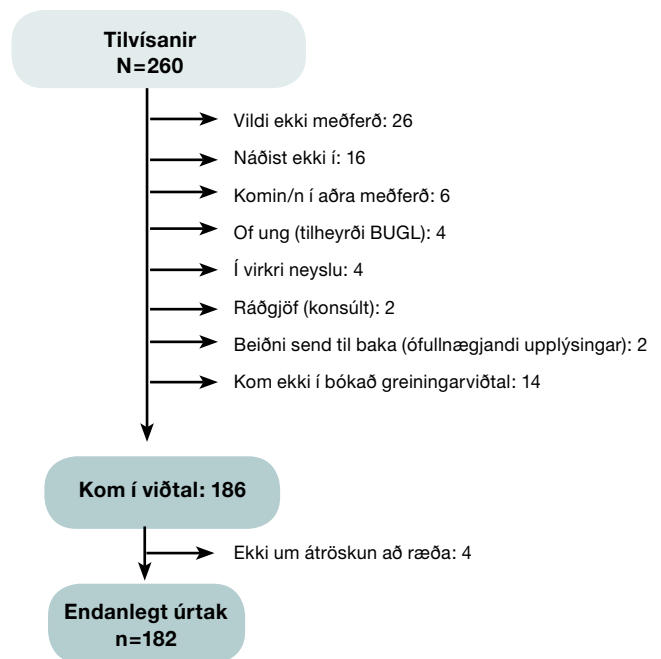 Tilvísanir
N=260
Vildi ekki meðferð: 26
Náðist ekki í: 16
Komin/n í aðra meðferð: 6
Of ung (tilheyrði BUGL): 4
Í virkri neyslu: 4
Ráðgjöf (konsúlt): 2
Beiðni send til baka (ófullnægjandi upplýsingar): 2
Kom ekki í bókað greiningarviðtal: 14
Kom í viðtal: 186
Ekki um átröskun að ræða: 4
Endanlegt úrtak
n=182